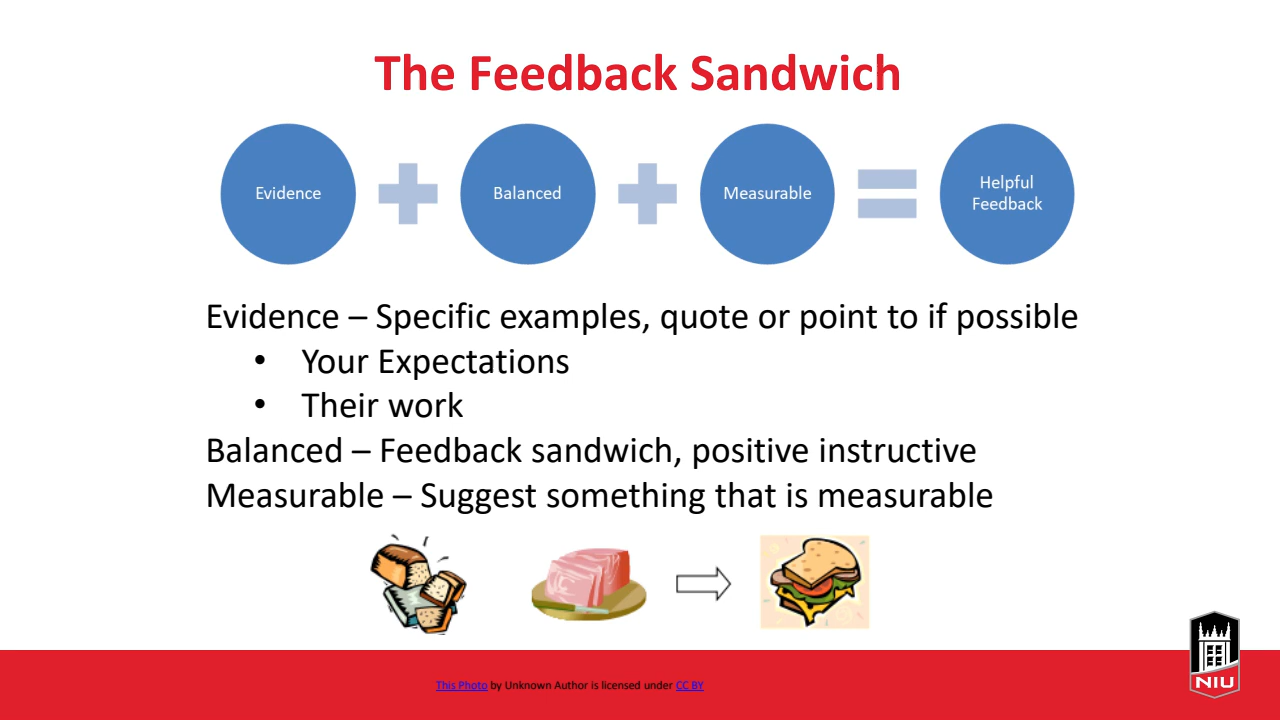 The Feedback Sandwich
Evidence
Balanced
Measurable
Helpful
Feedback
Evidence – Specific examples, quote or point to if possible
• Your Expectations
• Their work
Balanced – Feedback sandwich, positive instructive
Measurable – Suggest something that is measurable
This Photo by Unknown Author is licensed under CC BY
NIU